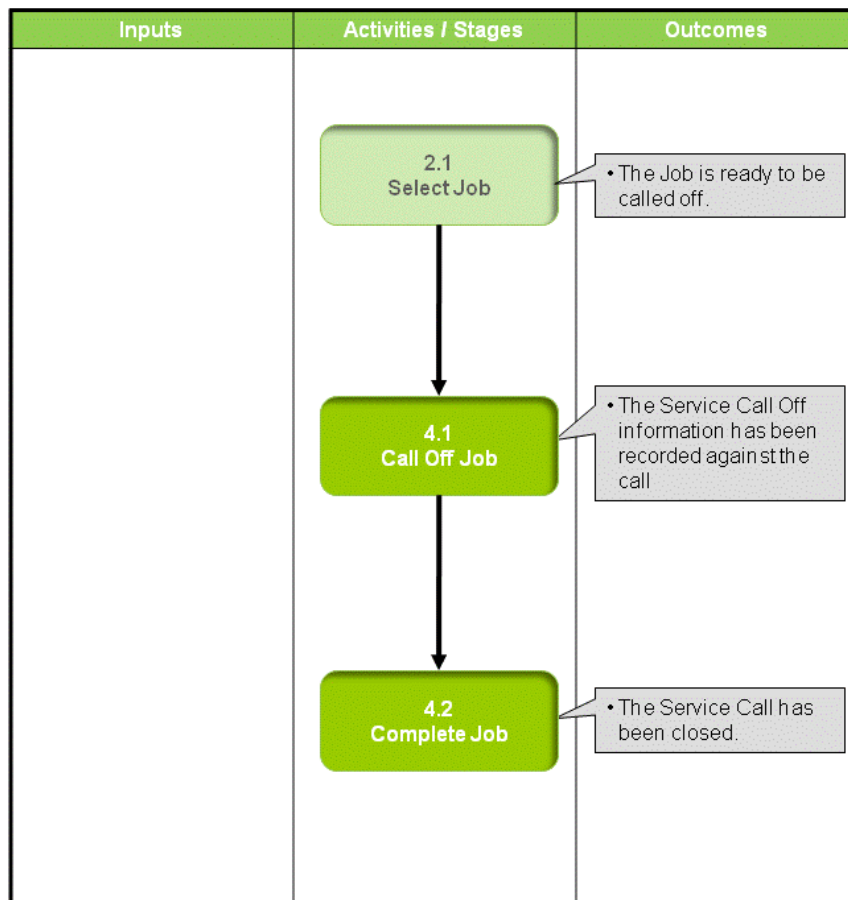 Inputs
Activities / Stages
Outcomes
2.1
Select Job
• The Job is ready to be
called off.
4.1
Call Off Job
• The Service Call Off
information has been
recorded against the
call
4.2
Complete Job
• The Service Call has
been closed.